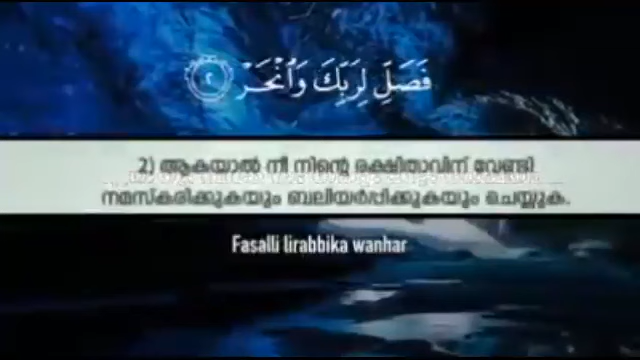 فَصَلِّ لِرَبِّكَ وَٱنْحَرْ ٢
2) ആകയാൽ നീ നിന്റെ രക്ഷിതാവിന് വേണ്ടി
നമസ്കരിക്കുകയും ബലിയർപ്പിക്കുകയും ചെയ്യുക.
Fasalli lirabbika wanhar